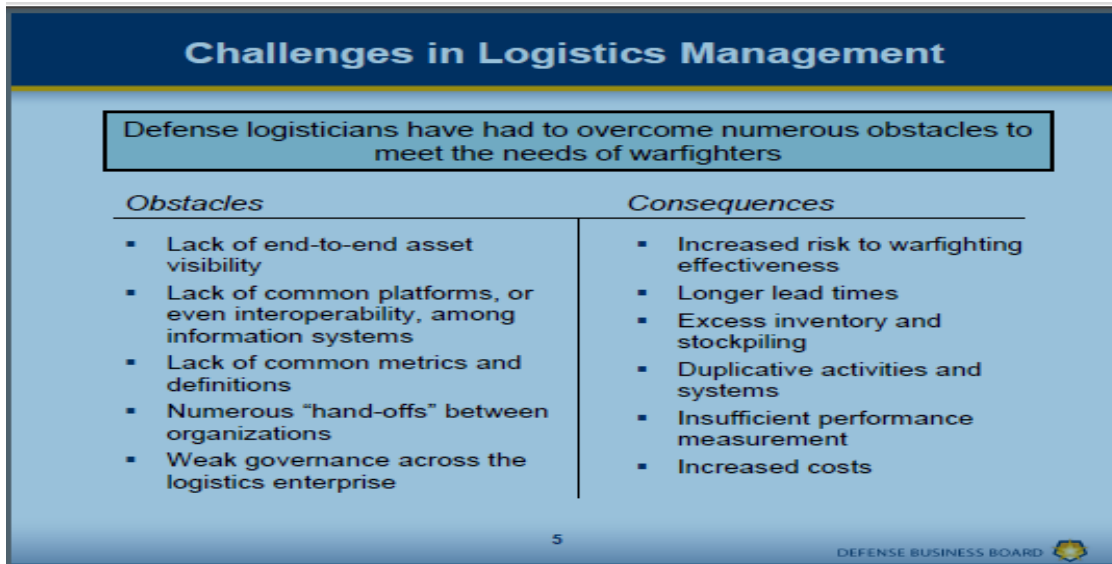 Challenges in Logistics Management
Defense logisticians have had to overcome numerous obstacles to
meet the needs of warfighters
Obstacles
▪ Lack of end-to-end asset
visibility
▪ Lack of common platforms, or
even interoperability, among
information systems
▪ Lack of common metrics and
definitions
▪ Numerous “hand-offs” between
organizations
▪ Weak governance across the
logistics enterprise
Consequences
▪ Increased risk to warfighting
effectiveness
▪ Longer lead times
▪ Excess inventory and
stockpiling
▪ Duplicative activities and
systems
▪ Insufficient performance
measurement
▪ Increased costs
5
DEFENSE BUSINESS BOARD